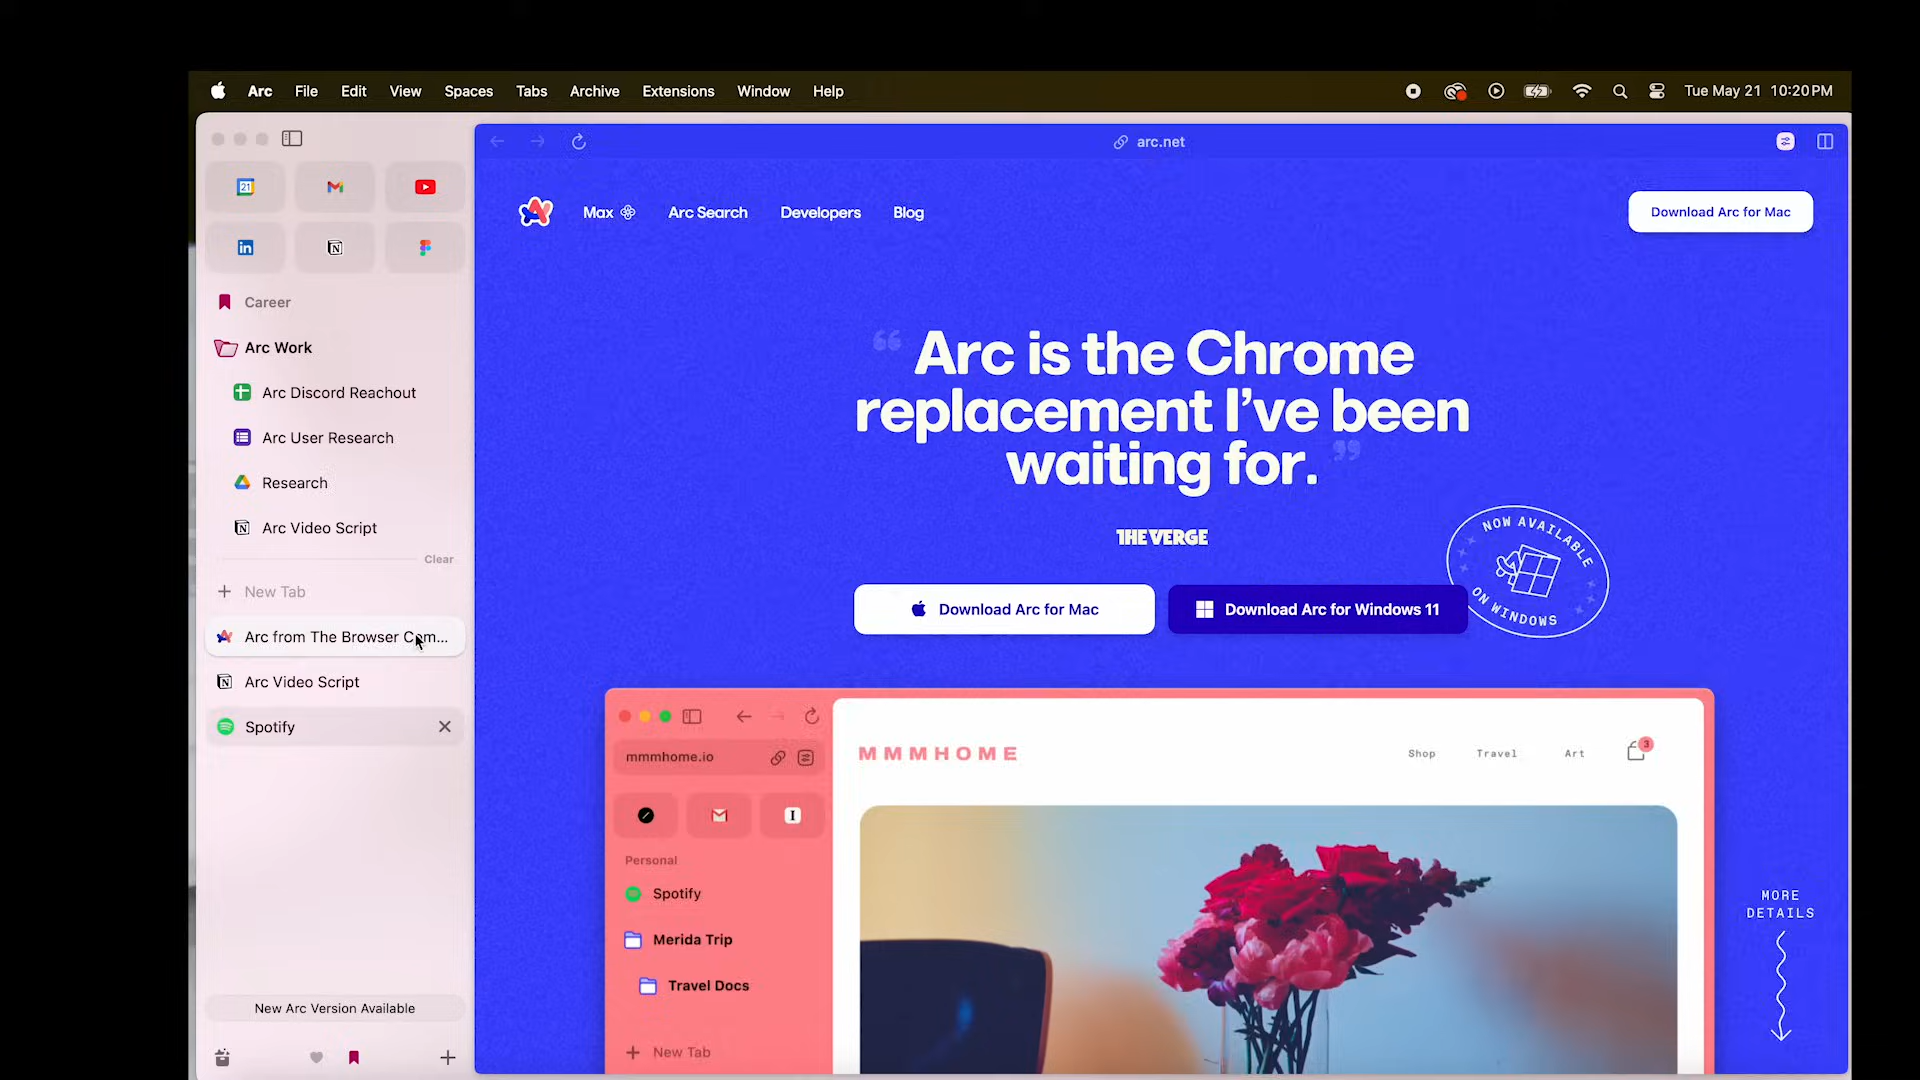 Arc File Edit View Spaces Tabs Archive Extensions Window Help Tue May 21 10:20 PM
arc.net
21
Max Arc Search Developers Blog Download Arc for Mac
Career
Arc Work
Arc Discord Reachout
Arc User Research
Research
Arc Video Script
Clear
New Tab
Arc from The Browser Com...
Arc Video Script
Spotify
New Arc Version Available
“Arc is the Chrome
replacement I’ve been
waiting for.”
THE VERGE
NOW AVAILABLE
ON WINDOWS
Download Arc for Mac Download Arc for Windows 11
mmmhome.io
Personal
Spotify
Merida Trip
Travel Docs
New Tab
MMMHOME Shop Travel Art 3
MORE
DETAILS